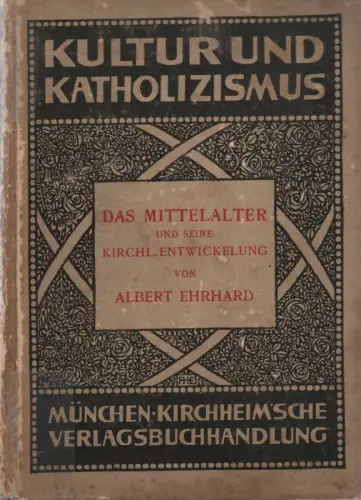 KULTUR UND
KATHOLIZISMUS
DAS MITTELALTER
UND SEINE
KIRCHL. ENTWICKELUNG
VON
ALBERT EHRHARD
MÜNCHEN·KIRCHHEIM'SCHE
VERLAGSBUCHHANDLUNG